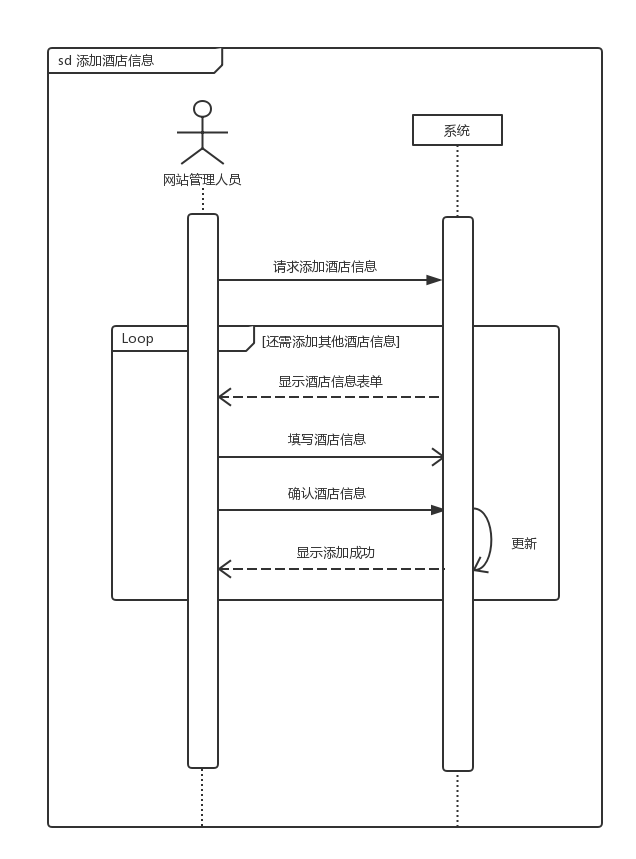 sd 添加酒店信息
系统
网站管理人员
请求添加酒店信息
Loop
[还需添加其他酒店信息]
显示酒店信息表单
填写酒店信息
确认酒店信息
更新
显示添加成功